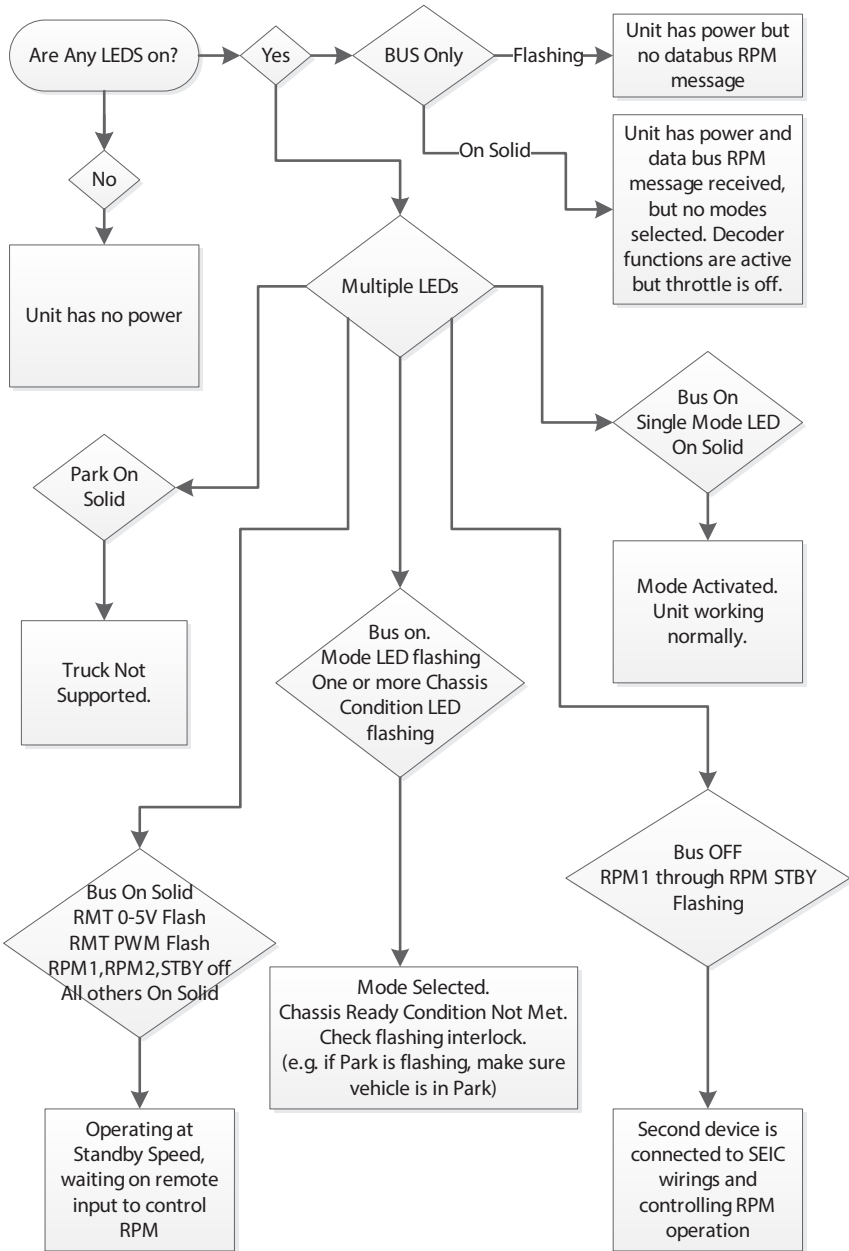 Are Any LEDS on?
Yes
BUS Only
Flashing
Unit has power but
no databus RPM
message
On Solid
Unit has power and
data bus RPM
message received,
but no modes
selected. Decoder
functions are active
but throttle is off.
No
Unit has no power
Multiple LEDs
Bus On
Single Mode LED
On Solid
Park On
Solid
Mode Activated.
Unit working
normally.
Truck Not
Supported.
Bus on.
Mode LED flashing
One or more Chassis
Condition LED
flashing
Bus OFF
RPM1 through RPM STBY
Flashing
Bus On Solid
RMT 0-5V Flash
RMT PWM Flash
RPM1,RPM2,STBY off
All others On Solid
Mode Selected.
Chassis Ready Condition Not Met.
Check flashing interlock.
(e.g. if Park is flashing, make sure
vehicle is in Park)
Operating at
Standby Speed,
waiting on remote
input to control
RPM
Second device is
connected to SEIC
wirings and
controlling RPM
operation